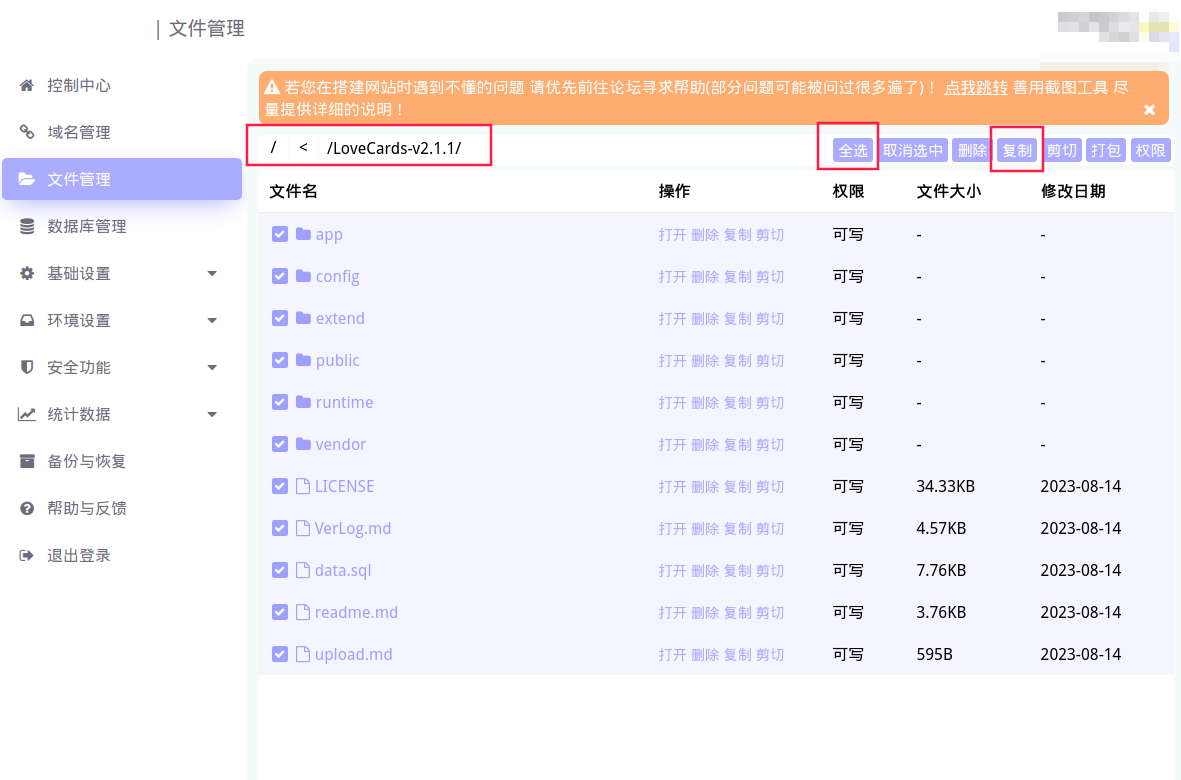 文件管理
控制中心
域名管理
文件管理
数据库管理
基础设置
环境设置
安全功能
统计数据
备份与恢复
帮助与反馈
退出登录
若您在搭建网站时遇到不懂的问题 请优先前往论坛寻求帮助(部分问题可能被问过很多遍了)！ 点我跳转 善用截图工具 尽
量提供详细的说明！
/ < /LoveCards-v2.1.1/ 全选 取消选中 删除 复制 剪切 打包 权限
文件名 操作 权限 文件大小 修改日期
app 打开 删除 复制 剪切 可写 - -
config 打开 删除 复制 剪切 可写 - -
extend 打开 删除 复制 剪切 可写 - -
public 打开 删除 复制 剪切 可写 - -
runtime 打开 删除 复制 剪切 可写 - -
vendor 打开 删除 复制 剪切 可写 - -
LICENSE 打开 删除 复制 剪切 可写 34.33KB 2023-08-14
VerLog.md 打开 删除 复制 剪切 可写 4.57KB 2023-08-14
data.sql 打开 删除 复制 剪切 可写 7.76KB 2023-08-14
readme.md 打开 删除 复制 剪切 可写 3.76KB 2023-08-14
upload.md 打开 删除 复制 剪切 可写 595B 2023-08-14